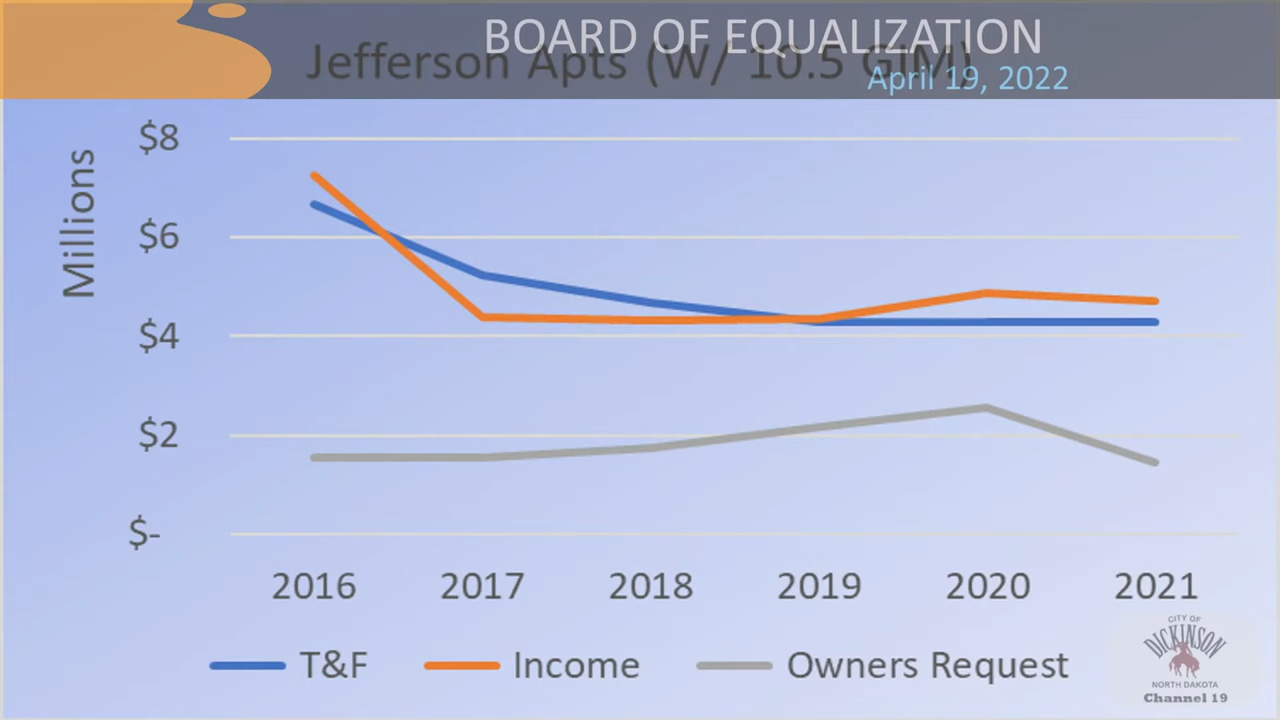 BOARD OF EQUALIZATION
Jefferson Apts (W/ 10.5 GIM)
April 19, 2022
Millions
$8
$6
$4
$2
$-
2016 2017 2018 2019 2020 2021
T&F Income Owners Request
CITY OF
DICKINSON
NORTH DAKOTA
Channel 19